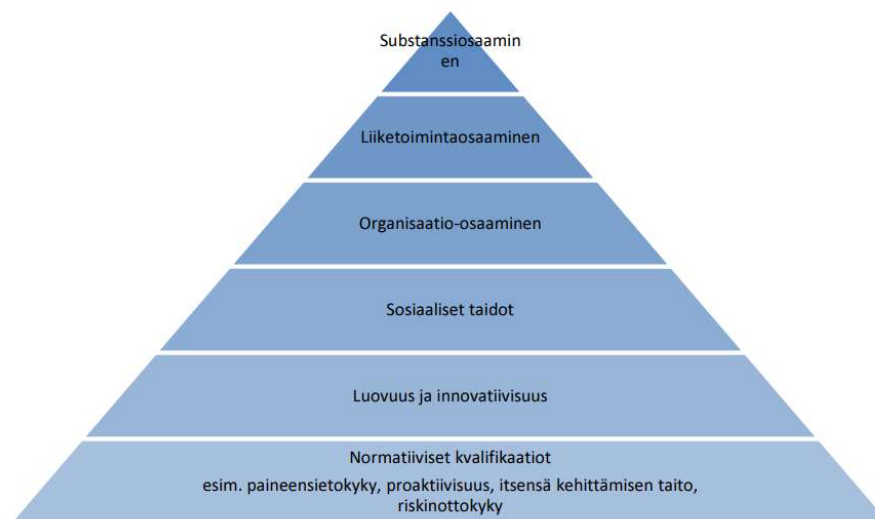 Substanssiosaamin
en
Liiketoimintaosaaminen
Organisaatio-osaaminen
Sosiaaliset taidot
Luovuus ja innovatiivisuus
Normatiiviset kvalifikaatiot
esim. paineensietokyky, proaktiivisuus, itsensä kehittämisen taito,
riskinottokyky